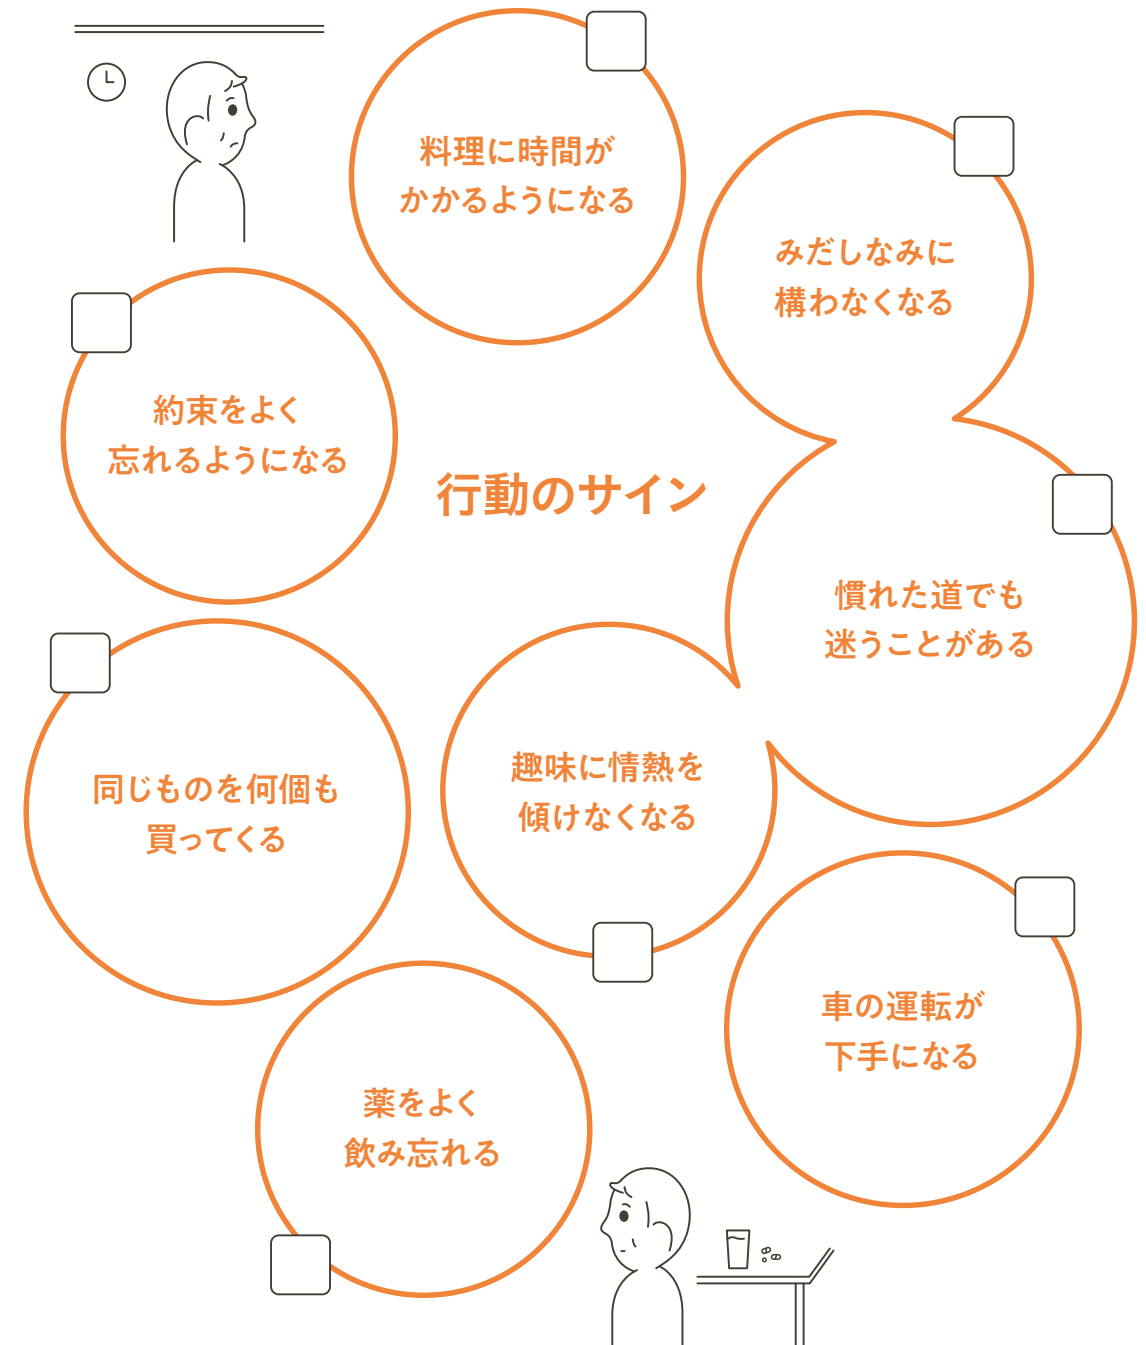 料理に時間が
かかるようになる
みだしなみに
構わなくなる
約束をよく
忘れるようになる
行動のサイン
慣れた道でも
迷うことがある
同じものを何個も
買ってくる
趣味に情熱を
傾けなくなる
車の運転が
下手になる
薬をよく
飲み忘れる